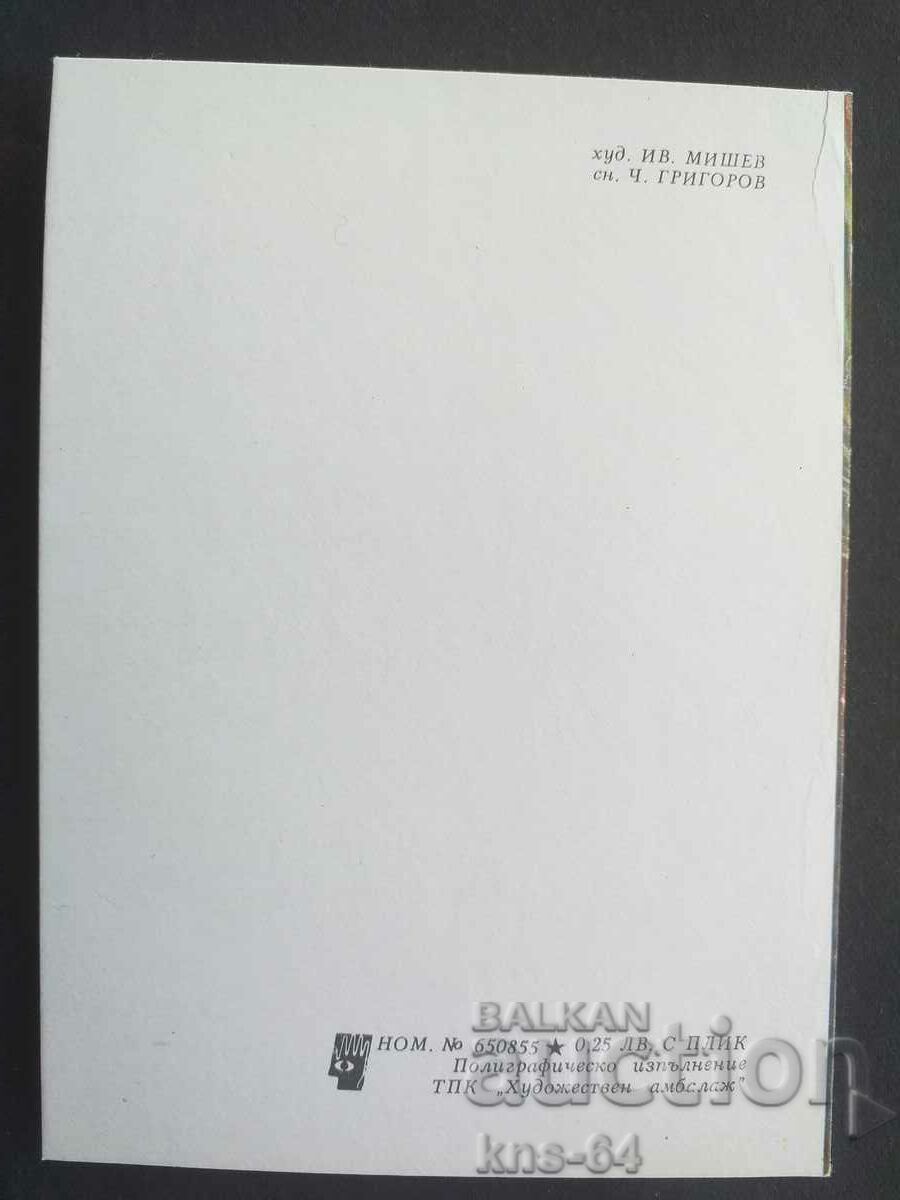 худ. ИВ. МИШЕВ
сн. Ч. ГРИГОРОВ
НОМ. № 650855 ★ 0,25 ЛВ. С ПЛИК
Полиграфическо изпълнение
ТПК „Художествен амбалаж"
BALKAN
auction
kns-64